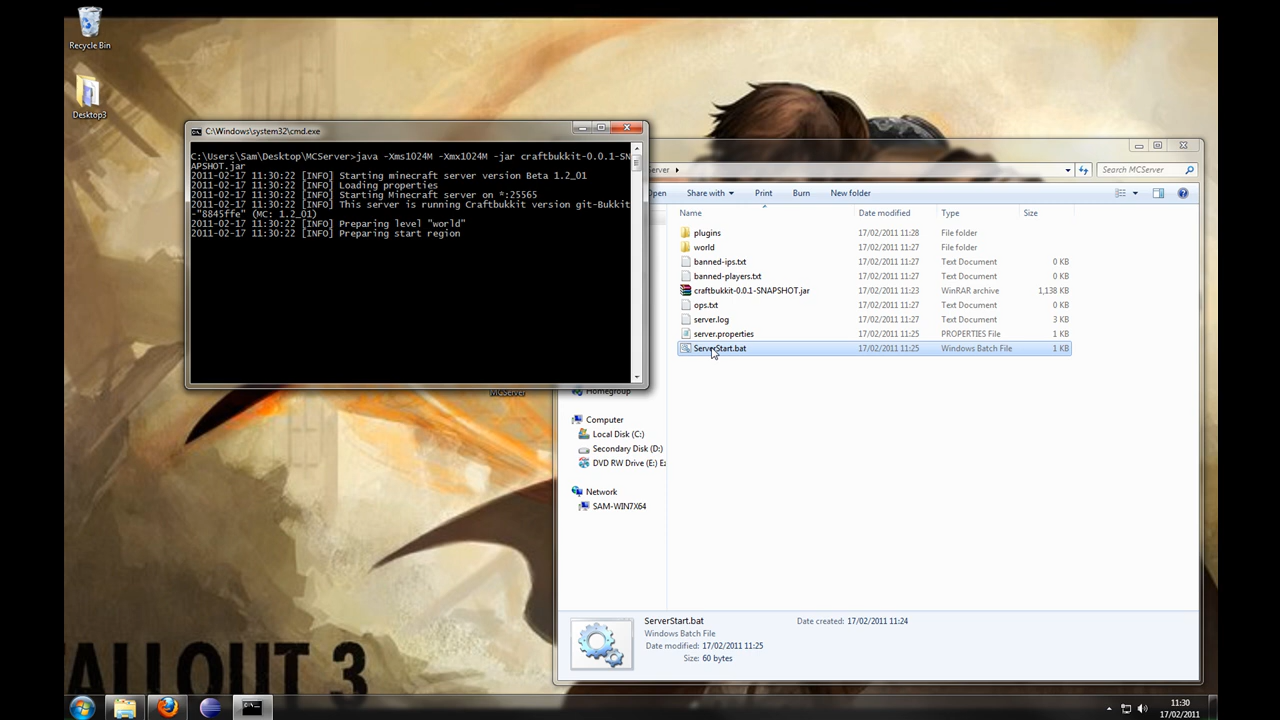 Recycle Bin
Desktop3
C:\Windows\system32\cmd.exe
C:\Users\Sam\Desktop\MCServer>java -Xms1024M -Xmx1024M -jar craftbukkit-0.0.1-SN
APSHOT.jar
2011-02-17 11:30:22 [INFO] Starting minecraft server version Beta 1.2_01
2011-02-17 11:30:22 [INFO] Loading properties
2011-02-17 11:30:22 [INFO] Starting Minecraft server on *:25565
2011-02-17 11:30:22 [INFO] This server is running Craftbukkit version git-Bukkit
-"8845ffe" (MC: 1.2_01)
2011-02-17 11:30:22 [INFO] Preparing level "world"
2011-02-17 11:30:22 [INFO] Preparing start region
MCServer
erver
Search MCServer
Open Share with Print Burn New folder
Name Date modified Type Size
plugins 17/02/2011 11:28 File folder
world 17/02/2011 11:27 File folder
banned-ips.txt 17/02/2011 11:27 Text Document 0 KB
banned-players.txt 17/02/2011 11:27 Text Document 0 KB
craftbukkit-0.0.1-SNAPSHOT.jar 17/02/2011 11:23 WinRAR archive 1,138 KB
ops.txt 17/02/2011 11:27 Text Document 0 KB
server.log 17/02/2011 11:27 Text Document 3 KB
server.properties 17/02/2011 11:25 PROPERTIES File 1 KB
ServerStart.bat 17/02/2011 11:25 Windows Batch File 1 KB
Homegroup
Computer
Local Disk (C:)
Secondary Disk (D:)
DVD RW Drive (E:) Ex
Network
SAM-WIN7X64
ServerStart.bat Date created: 17/02/2011 11:24
Windows Batch File
Date modified: 17/02/2011 11:25
Size: 60 bytes
ALLOUT 3
11:30
17/02/2011